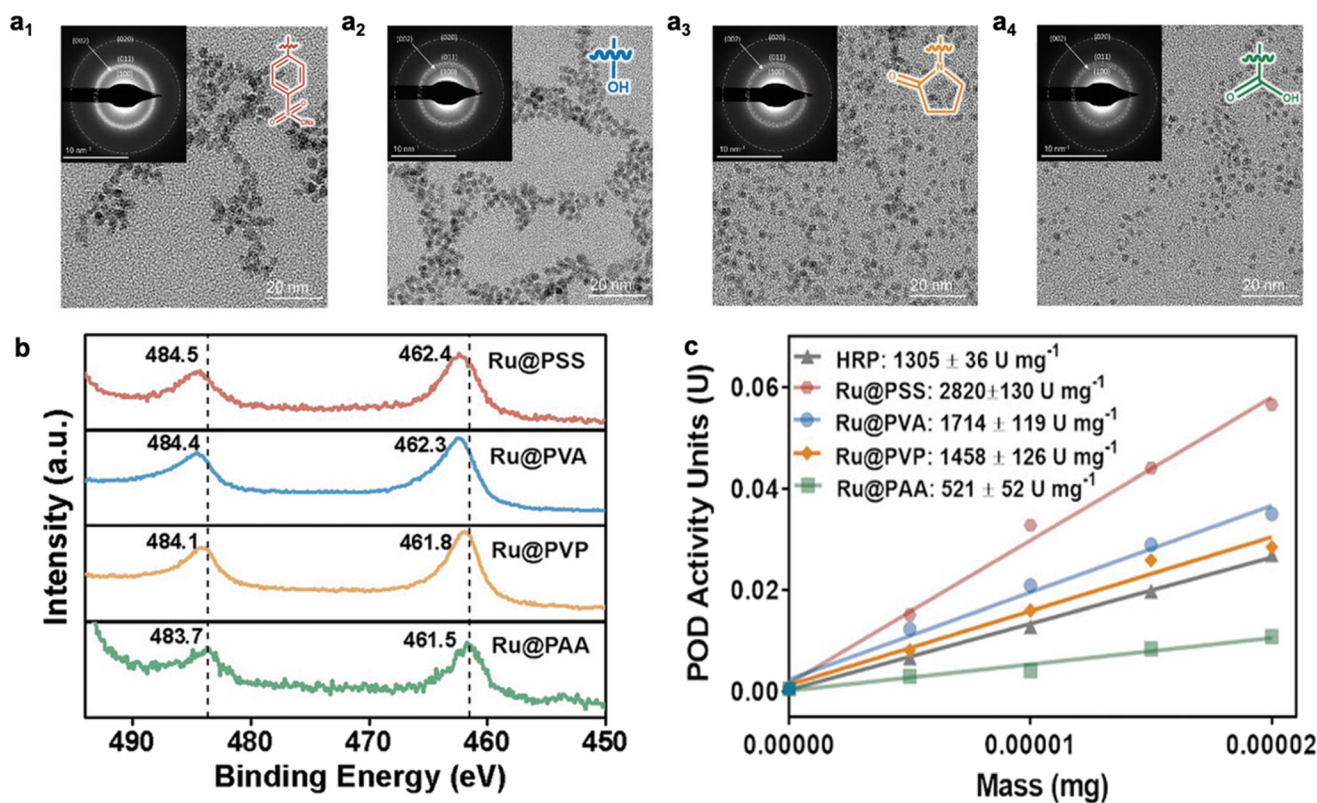 a1
(002)
(020)
(011)
(100)
10 nm-1
O
O
ONa
20 nm
a2
(002)
(020)
(011)
(100)
10 nm-1
OH
20 nm
a3
(002)
(020)
(011)
(100)
10 nm-1
O
N
20 nm
a4
(002)
(020)
(011)
(100)
10 nm-1
O
OH
20 nm
b
484.5
462.4
Ru@PSS
484.4
462.3
Ru@PVA
484.1
461.8
Ru@PVP
483.7
461.5
Ru@PAA
Intensity (a.u.)
490
480
470
460
450
Binding Energy (eV)
c
HRP: 1305 ± 36 U mg-1
Ru@PSS: 2820±130 U mg-1
Ru@PVA: 1714 ± 119 U mg-1
Ru@PVP: 1458 ± 126 U mg-1
Ru@PAA: 521 ± 52 U mg-1
POD Activity Units (U)
0.06
0.04
0.02
0.00
0.00000
0.00001
0.00002
Mass (mg)